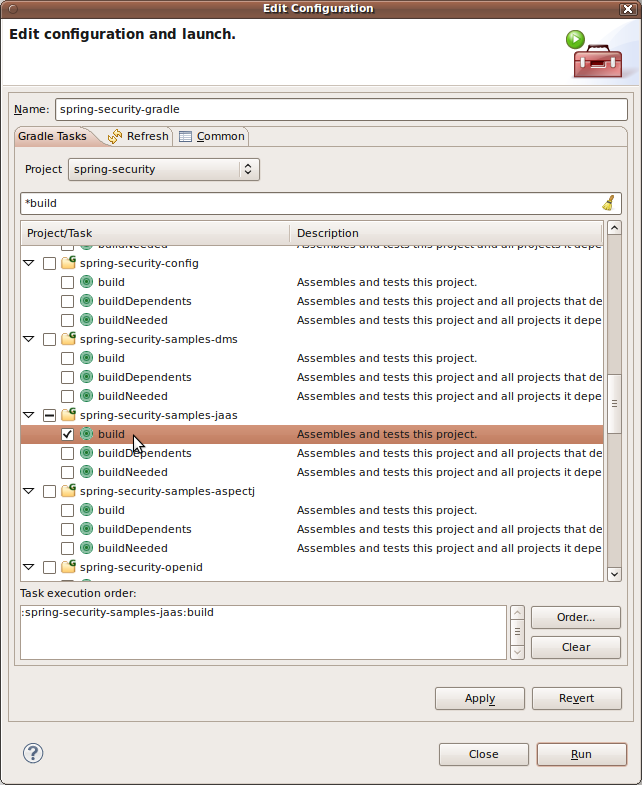 Edit Configuration
Edit configuration and launch.
Name: spring-security-gradle
Gradle Tasks Refresh Common
Project spring-security
*build
Project/Task Description
buildNeeded Assembles and tests this project and all projects it depe
spring-security-config
build Assembles and tests this project.
buildDependents Assembles and tests this project and all projects that de
buildNeeded Assembles and tests this project and all projects it depe
spring-security-samples-dms
build Assembles and tests this project.
buildDependents Assembles and tests this project and all projects that de
buildNeeded Assembles and tests this project and all projects it depe
spring-security-samples-jaas
build Assembles and tests this project.
buildDependents Assembles and tests this project and all projects that de
buildNeeded Assembles and tests this project and all projects it depe
spring-security-samples-aspectj
build Assembles and tests this project.
buildDependents Assembles and tests this project and all projects that de
buildNeeded Assembles and tests this project and all projects it depe
spring-security-openid
Task execution order:
:spring-security-samples-jaas:build
Order...
Clear
Apply Revert
? Close Run